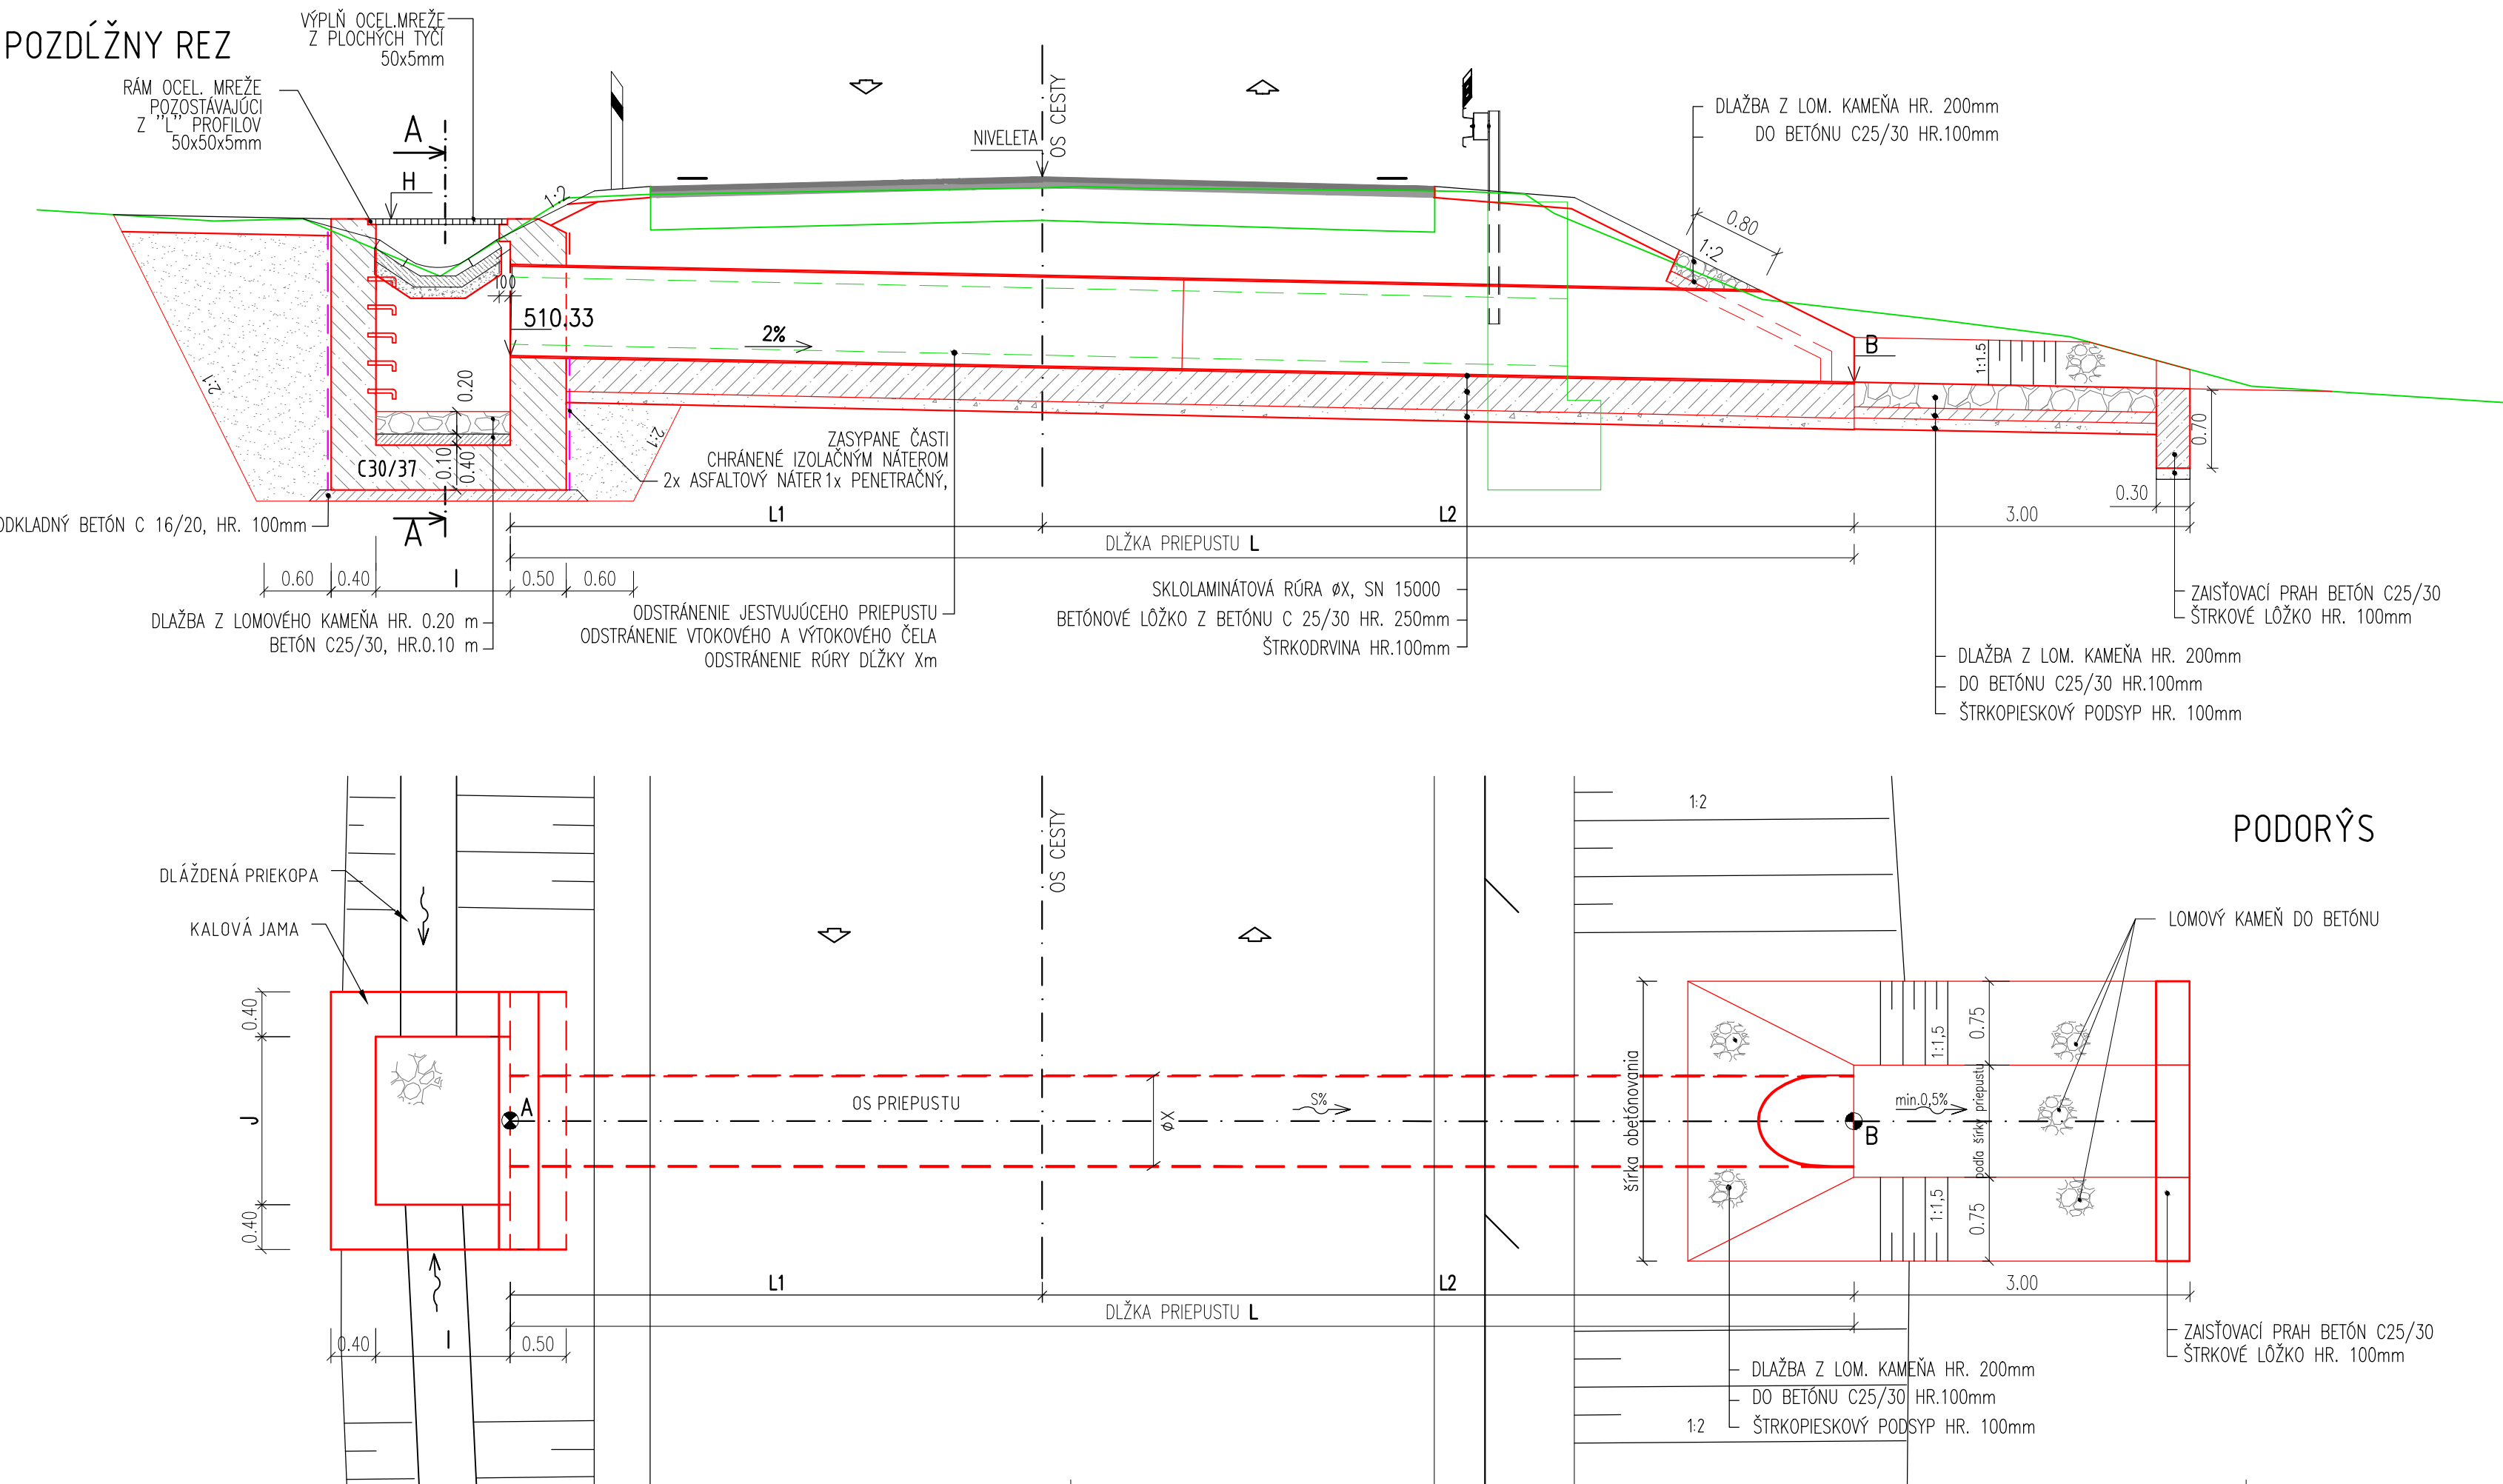 POZDĹŽNY REZ
VÝPLŇ OCEL.MREŽE
Z PLOCHÝCH TYČÍ
50x5mm
RÁM OCEL. MREŽE
POZOSTÁVAJÚCI
Z "L" PROFILOV
50x50x5mm
A
H
1:2
NIVELETA
OS CESTY
DLAŽBA Z LOM. KAMEŇA HR. 200mm
DO BETÓNU C25/30 HR.100mm
0.80
1:2
100
510.33
2%
B
1:1.5
2:1
0.20
0.10
0.40
C30/37
2:1
0.70
0.30
ZASYPANE ČASTI
CHRÁNENÉ IZOLAČNÝM NÁTEROM
2x ASFALTOVÝ NÁTER 1x PENETRAČNÝ,
ODKLADNÝ BETÓN C 16/20, HR. 100mm
A
L1
L2
3.00
DLŽKA PRIEPUSTU L
0.60
0.40
I
0.50
0.60
DLAŽBA Z LOMOVÉHO KAMEŇA HR. 0.20 m
BETÓN C25/30, HR.0.10 m
ODSTRÁNENIE JESTVUJÚCEHO PRIEPUSTU
ODSTRÁNENIE VTOKOVÉHO A VÝTOKOVÉHO ČELA
ODSTRÁNENIE RÚRY DĹŽKY Xm
SKLOLAMINÁTOVÁ RÚRA øX, SN 15000
BETÓNOVÉ LÔŽKO Z BETÓNU C 25/30 HR. 250mm
ŠTRKODRVINA HR.100mm
ZAISŤOVACÍ PRAH BETÓN C25/30
ŠTRKOVÉ LÔŽKO HR. 100mm
DLAŽBA Z LOM. KAMEŇA HR. 200mm
DO BETÓNU C25/30 HR.100mm
ŠTRKOPIESKOVÝ PODSYP HR. 100mm
PODORÝS
OS CESTY
1:2
DLÁŽDENÁ PRIEKOPA
KALOVÁ JAMA
LOMOVÝ KAMEŇ DO BETÓNU
0.40
J
0.40
A
OS PRIEPUSTU
øX
S%
šírka obetónovania
B
min.0,5%
1:1,5
0.75
podľa šírky priepustu
1:1,5
0.75
L1
L2
3.00
DLŽKA PRIEPUSTU L
0.40
I
0.50
ZAISŤOVACÍ PRAH BETÓN C25/30
ŠTRKOVÉ LÔŽKO HR. 100mm
DLAŽBA Z LOM. KAMEŇA HR. 200mm
DO BETÓNU C25/30 HR.100mm
ŠTRKOPIESKOVÝ PODSYP HR. 100mm
1:2